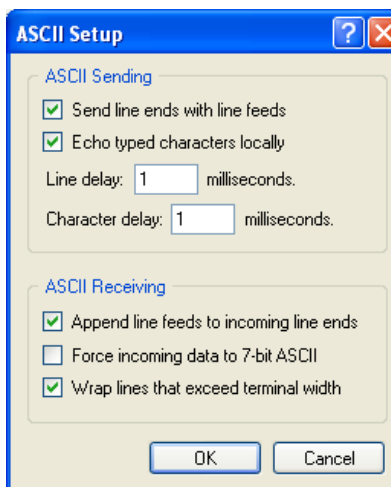 ASCII Setup
ASCII Sending
Send line ends with line feeds
Echo typed characters locally
Line delay: 1 milliseconds.
Character delay: 1 milliseconds.
ASCII Receiving
Append line feeds to incoming line ends
Force incoming data to 7-bit ASCII
Wrap lines that exceed terminal width
OK Cancel